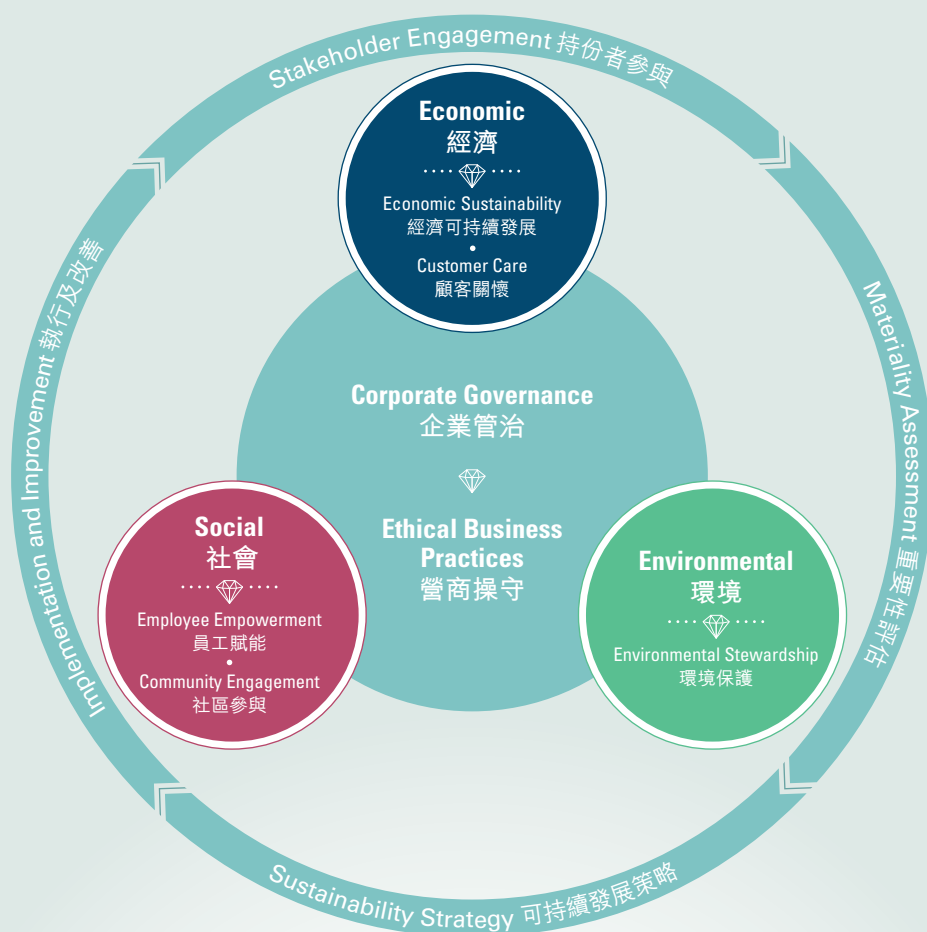 Stakeholder Engagement 持份者參與
Economic
經濟
Economic Sustainability
經濟可持續發展
Customer Care
顧客關懷
Materiality Assessment 重要性評估
Implementation and Improvement 執行及改善
Corporate Governance
企業管治
Ethical Business
Practices
營商操守
Social
社會
Employee Empowerment
員工賦能
Community Engagement
社區參與
Environmental
環境
Environmental Stewardship
環境保護
Sustainability Strategy 可持續發展策略